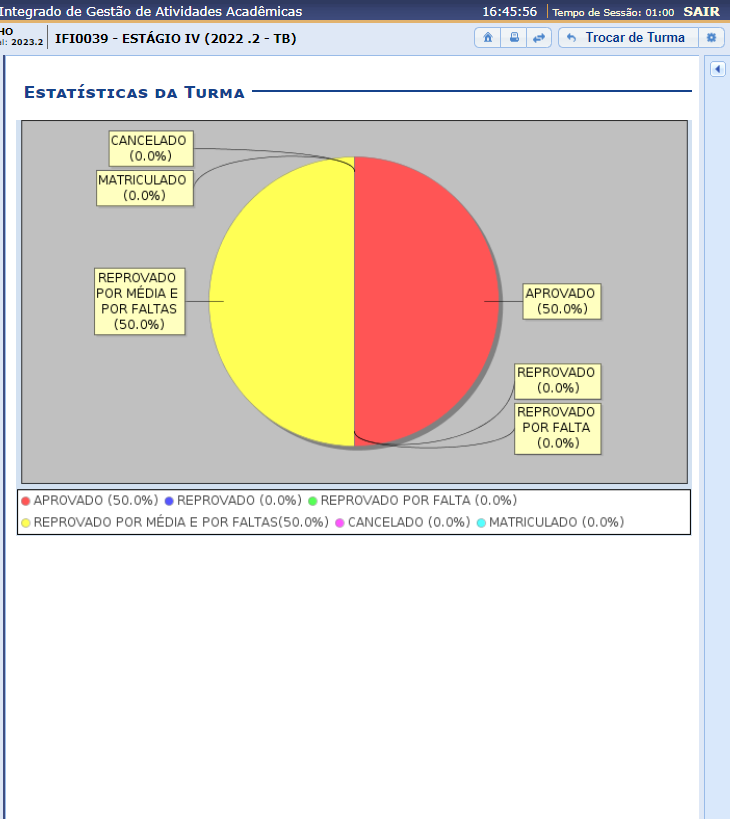 Integrado de Gestão de Atividades Acadêmicas 16:45:56 Tempo de Sessão: 01:00 SAIR
HO
el: 2023.2 IFI0039 - ESTÁGIO IV (2022 .2 - TB) Trocar de Turma
Estatísticas da Turma
CANCELADO
(0.0%)
MATRICULADO
(0.0%)
REPROVADO
POR MÉDIA E
POR FALTAS
(50.0%)
APROVADO
(50.0%)
REPROVADO
(0.0%)
REPROVADO
POR FALTA
(0.0%)
APROVADO (50.0%) REPROVADO (0.0%) REPROVADO POR FALTA (0.0%)
REPROVADO POR MÉDIA E POR FALTAS(50.0%) CANCELADO (0.0%) MATRICULADO (0.0%)